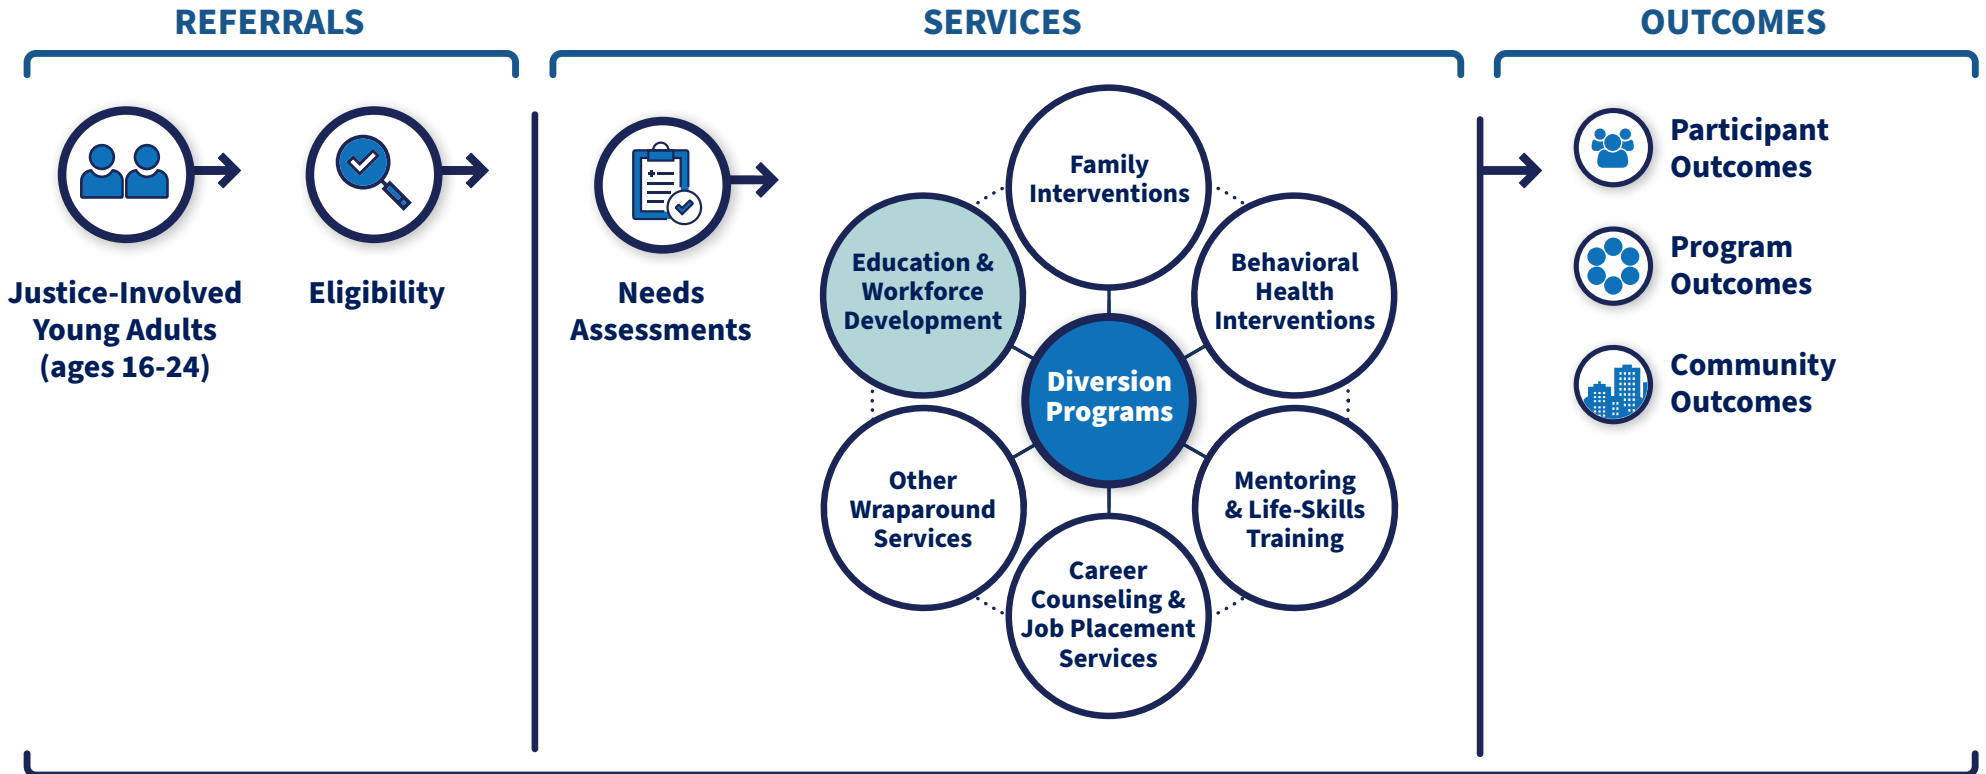 REFERRALS
SERVICES
OUTCOMES
Justice-Involved
Young Adults
(ages 16-24)
Eligibility
Needs
Assessments
Family
Interventions
Education &
Workforce
Development
Behavioral
Health
Interventions
Diversion
Programs
Other
Wraparound
Services
Mentoring
& Life-Skills
Training
Career
Counseling &
Job Placement
Services
Participant
Outcomes
Program
Outcomes
Community
Outcomes